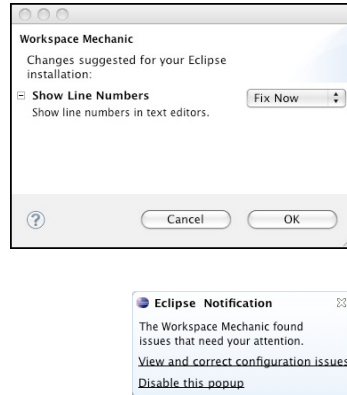 Workspace Mechanic
Changes suggested for your Eclipse
installation:
Show Line Numbers
Fix Now
Show line numbers in text editors.
?
Cancel
OK
Eclipse Notification
The Workspace Mechanic found
issues that need your attention.
View and correct configuration issues
Disable this popup